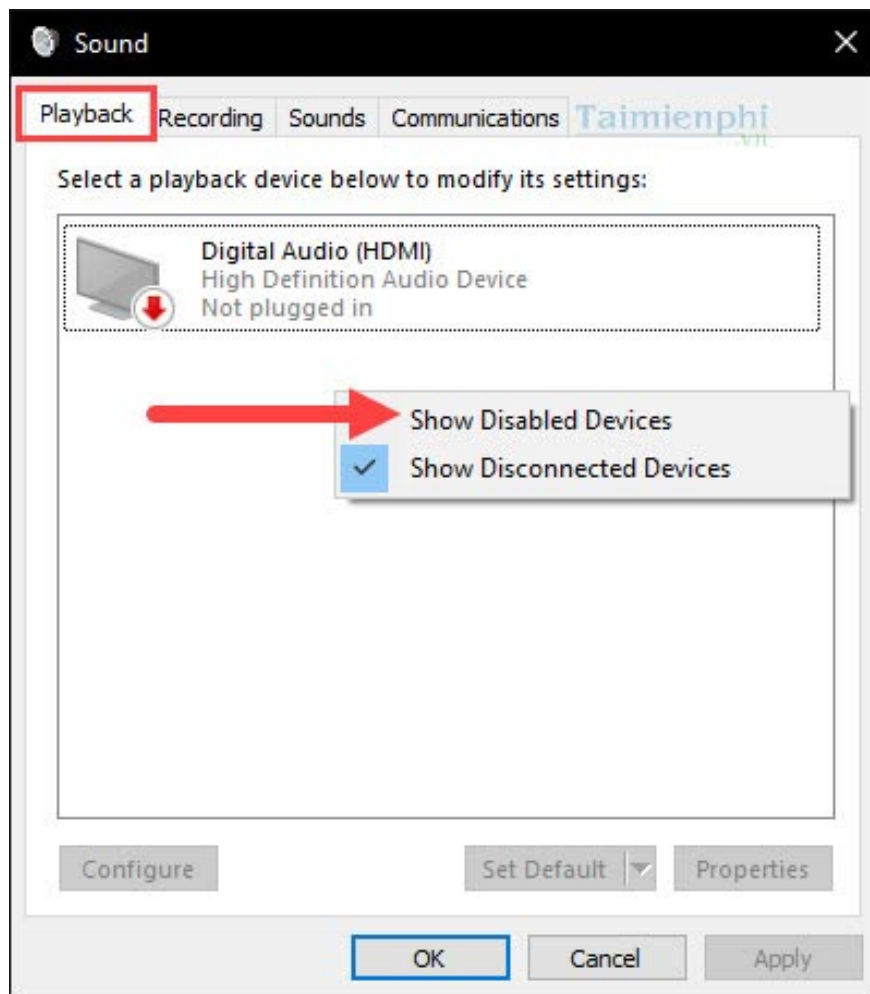 Sound
Playback Recording Sounds Communications Taimienphi
.vn
Select a playback device below to modify its settings:
Digital Audio (HDMI)
High Definition Audio Device
Not plugged in
Show Disabled Devices
Show Disconnected Devices
Configure Set Default Properties
OK Cancel Apply